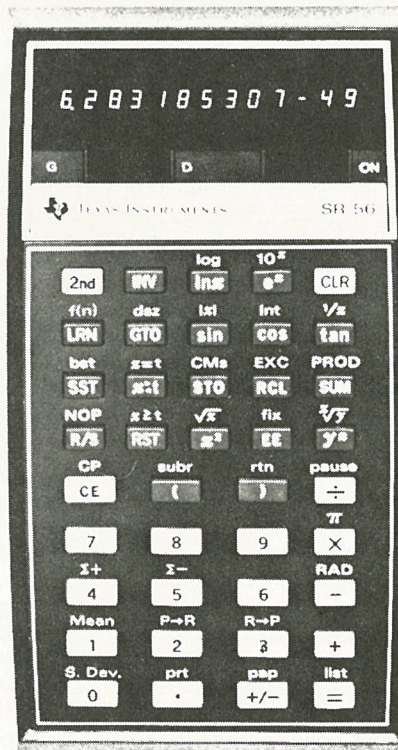 6.283185307-49
G D ON
TEXAS INSTRUMENTS SR-56
log 10ˣ
2nd INV lnx eˣ CLR
f(n) dsz |x| Int 1/x
LRN GTO sin cos tan
bst x=t CMs EXC PROD
SST x⇄t STO RCL SUM
NOP x≥t √x fix ˣ√y
R/S RST x² EE yˣ
CP subr rtn pause
CE ( ) ÷
π
7 8 9 ×
Σ+ Σ− RAD
4 5 6 −
Mean P→R R→P
1 2 3 +
S. Dev. prt pap list
0 . +/− =